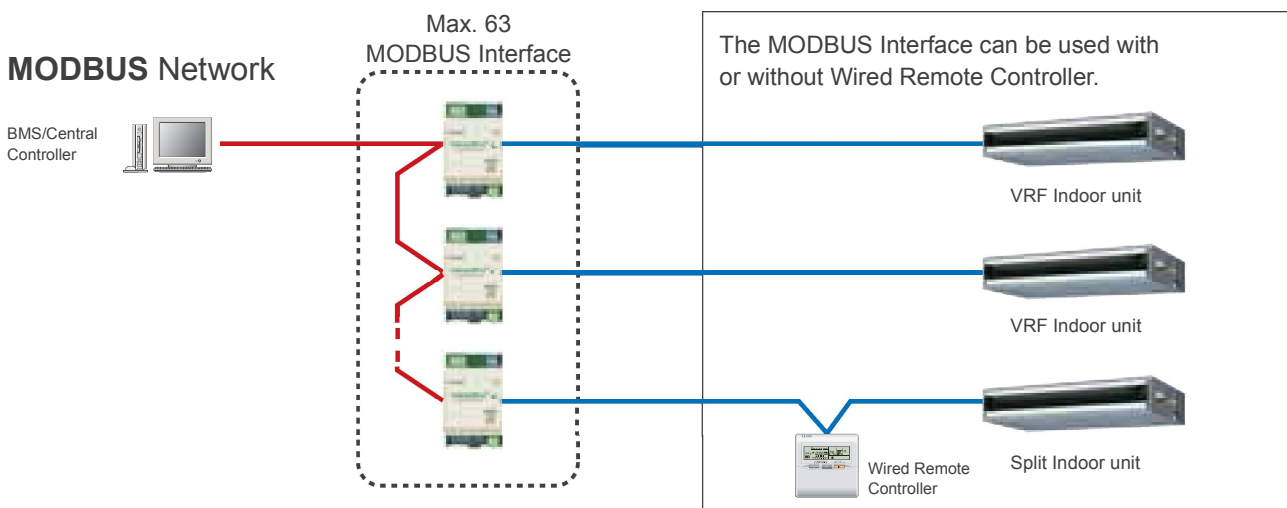 Max. 63
MODBUS Interface
MODBUS Network
The MODBUS Interface can be used with
or without Wired Remote Controller.
BMS/Central
Controller
VRF Indoor unit
VRF Indoor unit
Wired Remote
Controller
Split Indoor unit